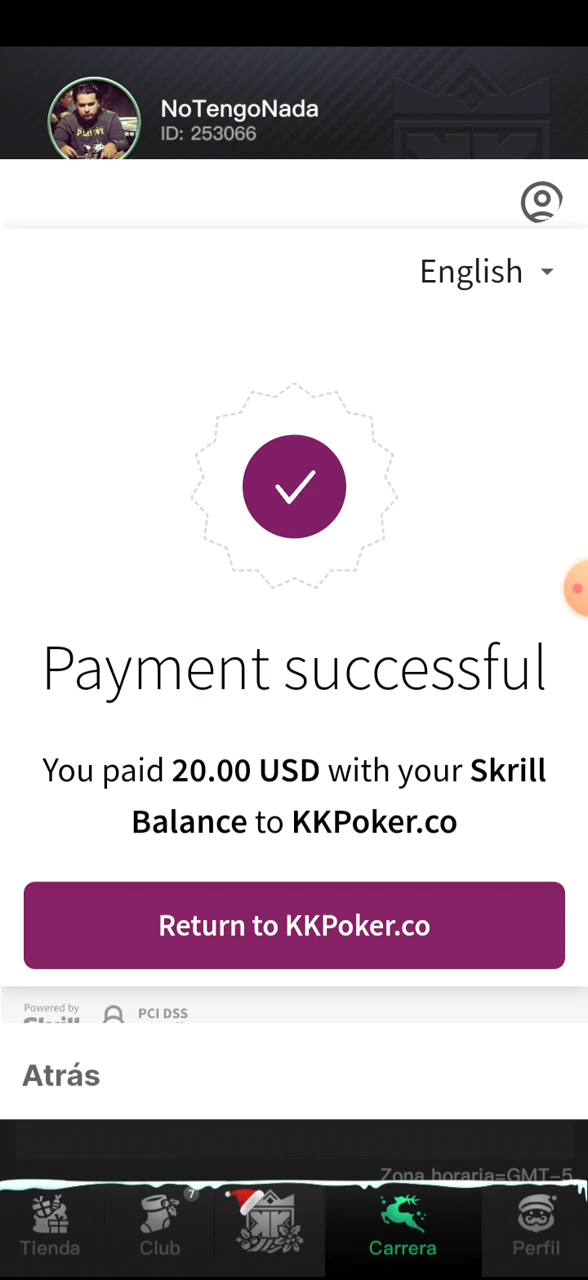 NoTengoNada
ID: 253066
English
Payment successful
You paid 20.00 USD with your Skrill
Balance to KKPoker.co
Return to KKPoker.co
Powered by
Skrill
PCI DSS
Atrás
Zona horaria=GMT-5
7
Tienda
Club
Carrera
Perfil